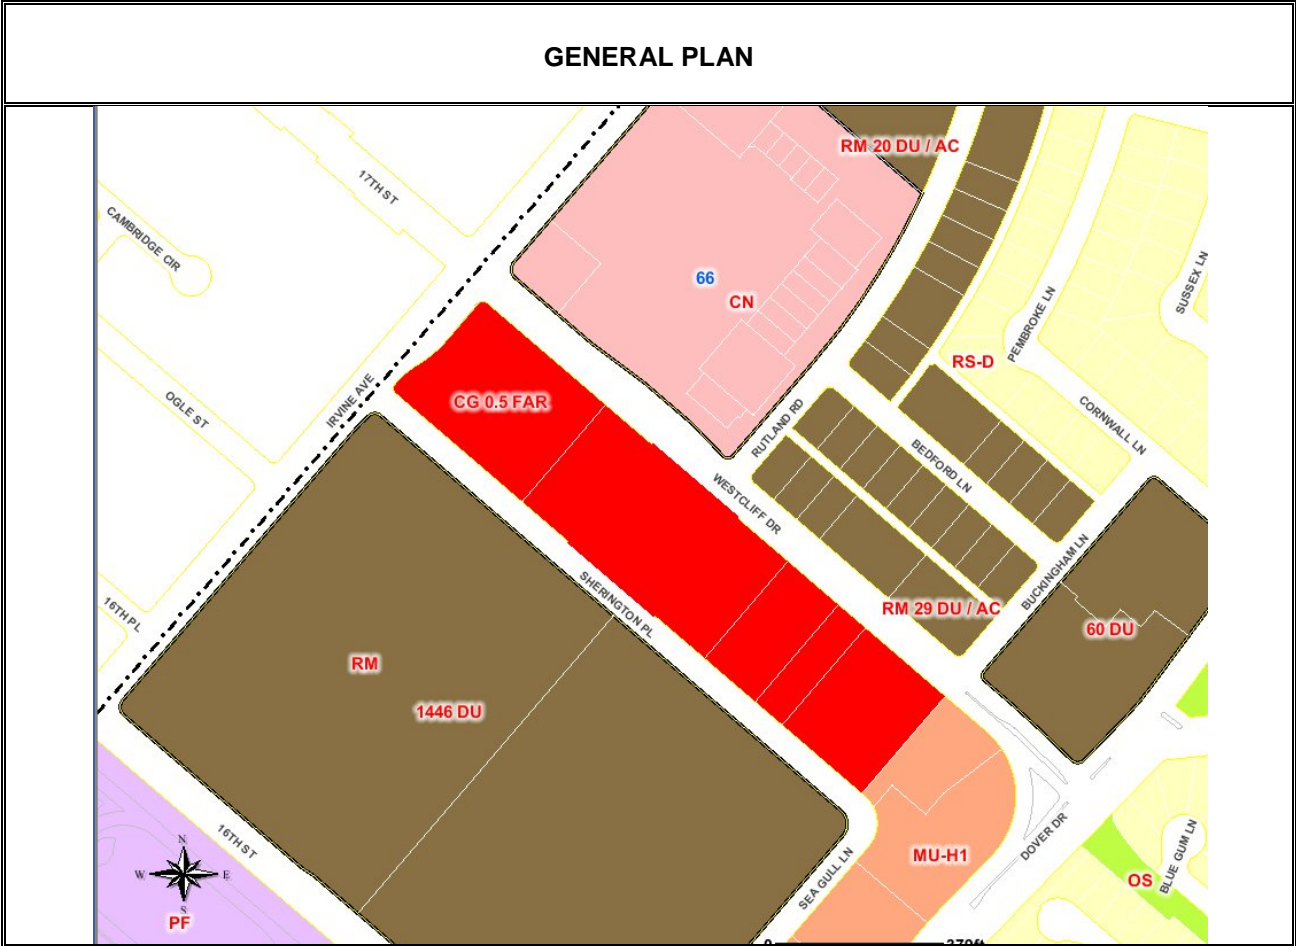 GENERAL PLAN
RM 20 DU / AC
17TH ST
CAMBRIDGE CIR
SUSSEX LN
66
CN
PEMBROKE LN
RS-D
IRVINE AVE
OGLE ST
CG 0.5 FAR
RUTLAND RD
CORNWALL LN
BEDFORD LN
WESTCLIFF DR
BUCKINGHAM LN
SHERINGTON PL
16TH PL
RM 29 DU / AC
60 DU
RM
1446 DU
16TH ST
N
W
E
S
PF
SEA GULL LN
MU-H1
DOVER DR
BLUE GUM LN
OS